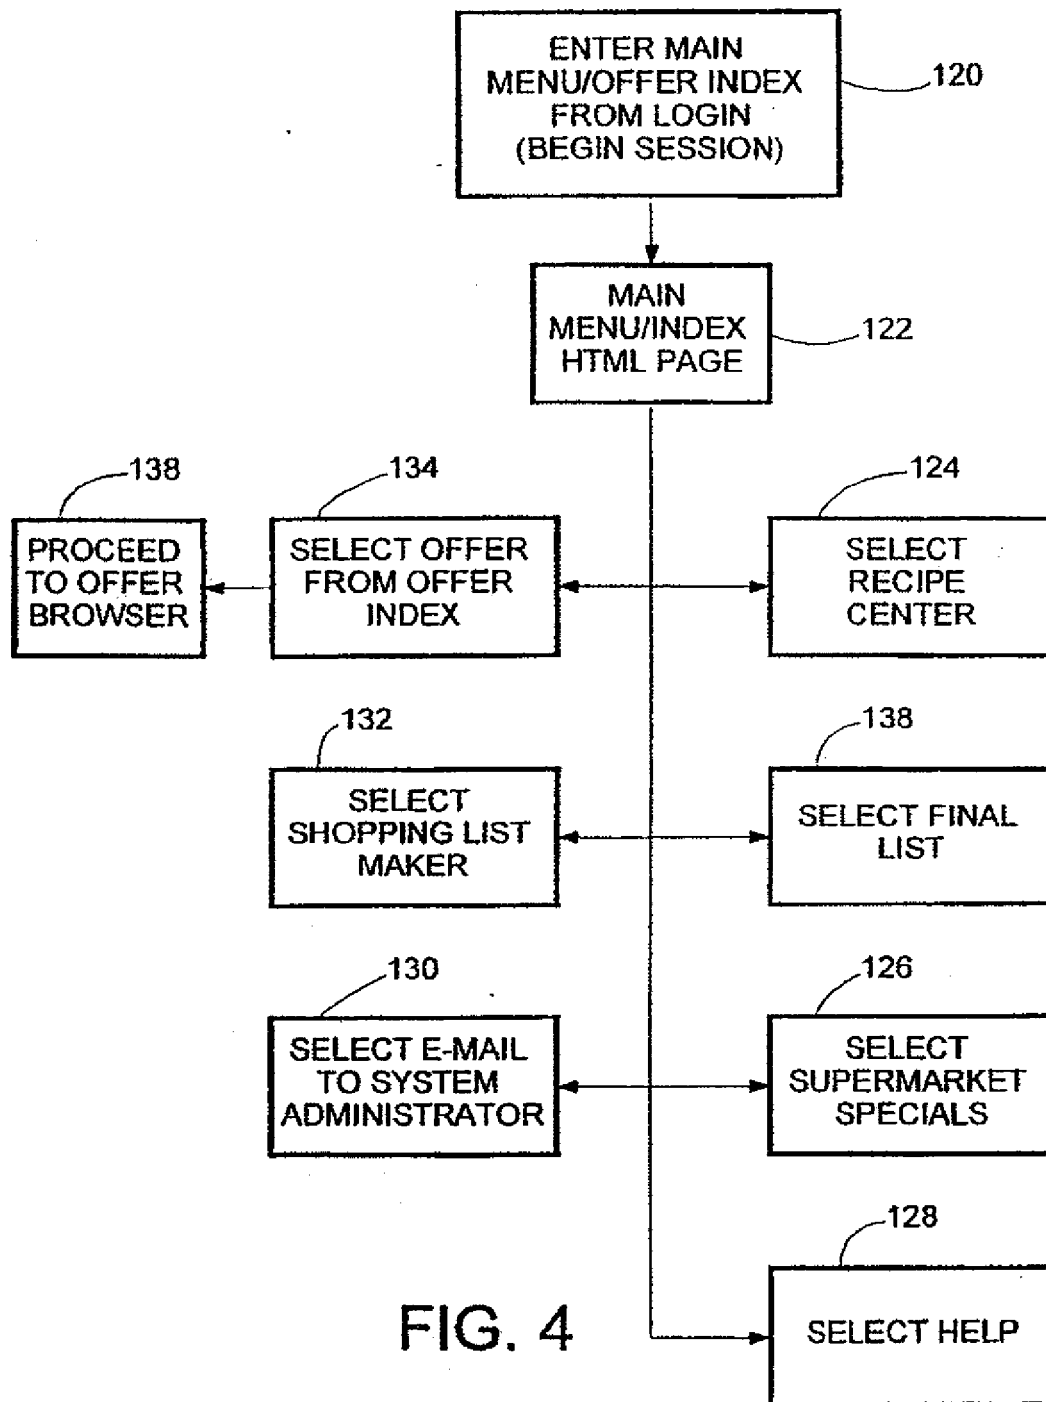 ENTER MAIN
MENU/OFFER INDEX
FROM LOGIN
(BEGIN SESSION)
120
MAIN
MENU/INDEX
HTML PAGE
122
138
PROCEED
TO OFFER
BROWSER
134
SELECT OFFER
FROM OFFER
INDEX
124
SELECT
RECIPE
CENTER
132
SELECT
SHOPPING LIST
MAKER
138
SELECT FINAL
LIST
130
SELECT E-MAIL
TO SYSTEM
ADMINISTRATOR
126
SELECT
SUPERMARKET
SPECIALS
128
SELECT HELP
FIG. 4